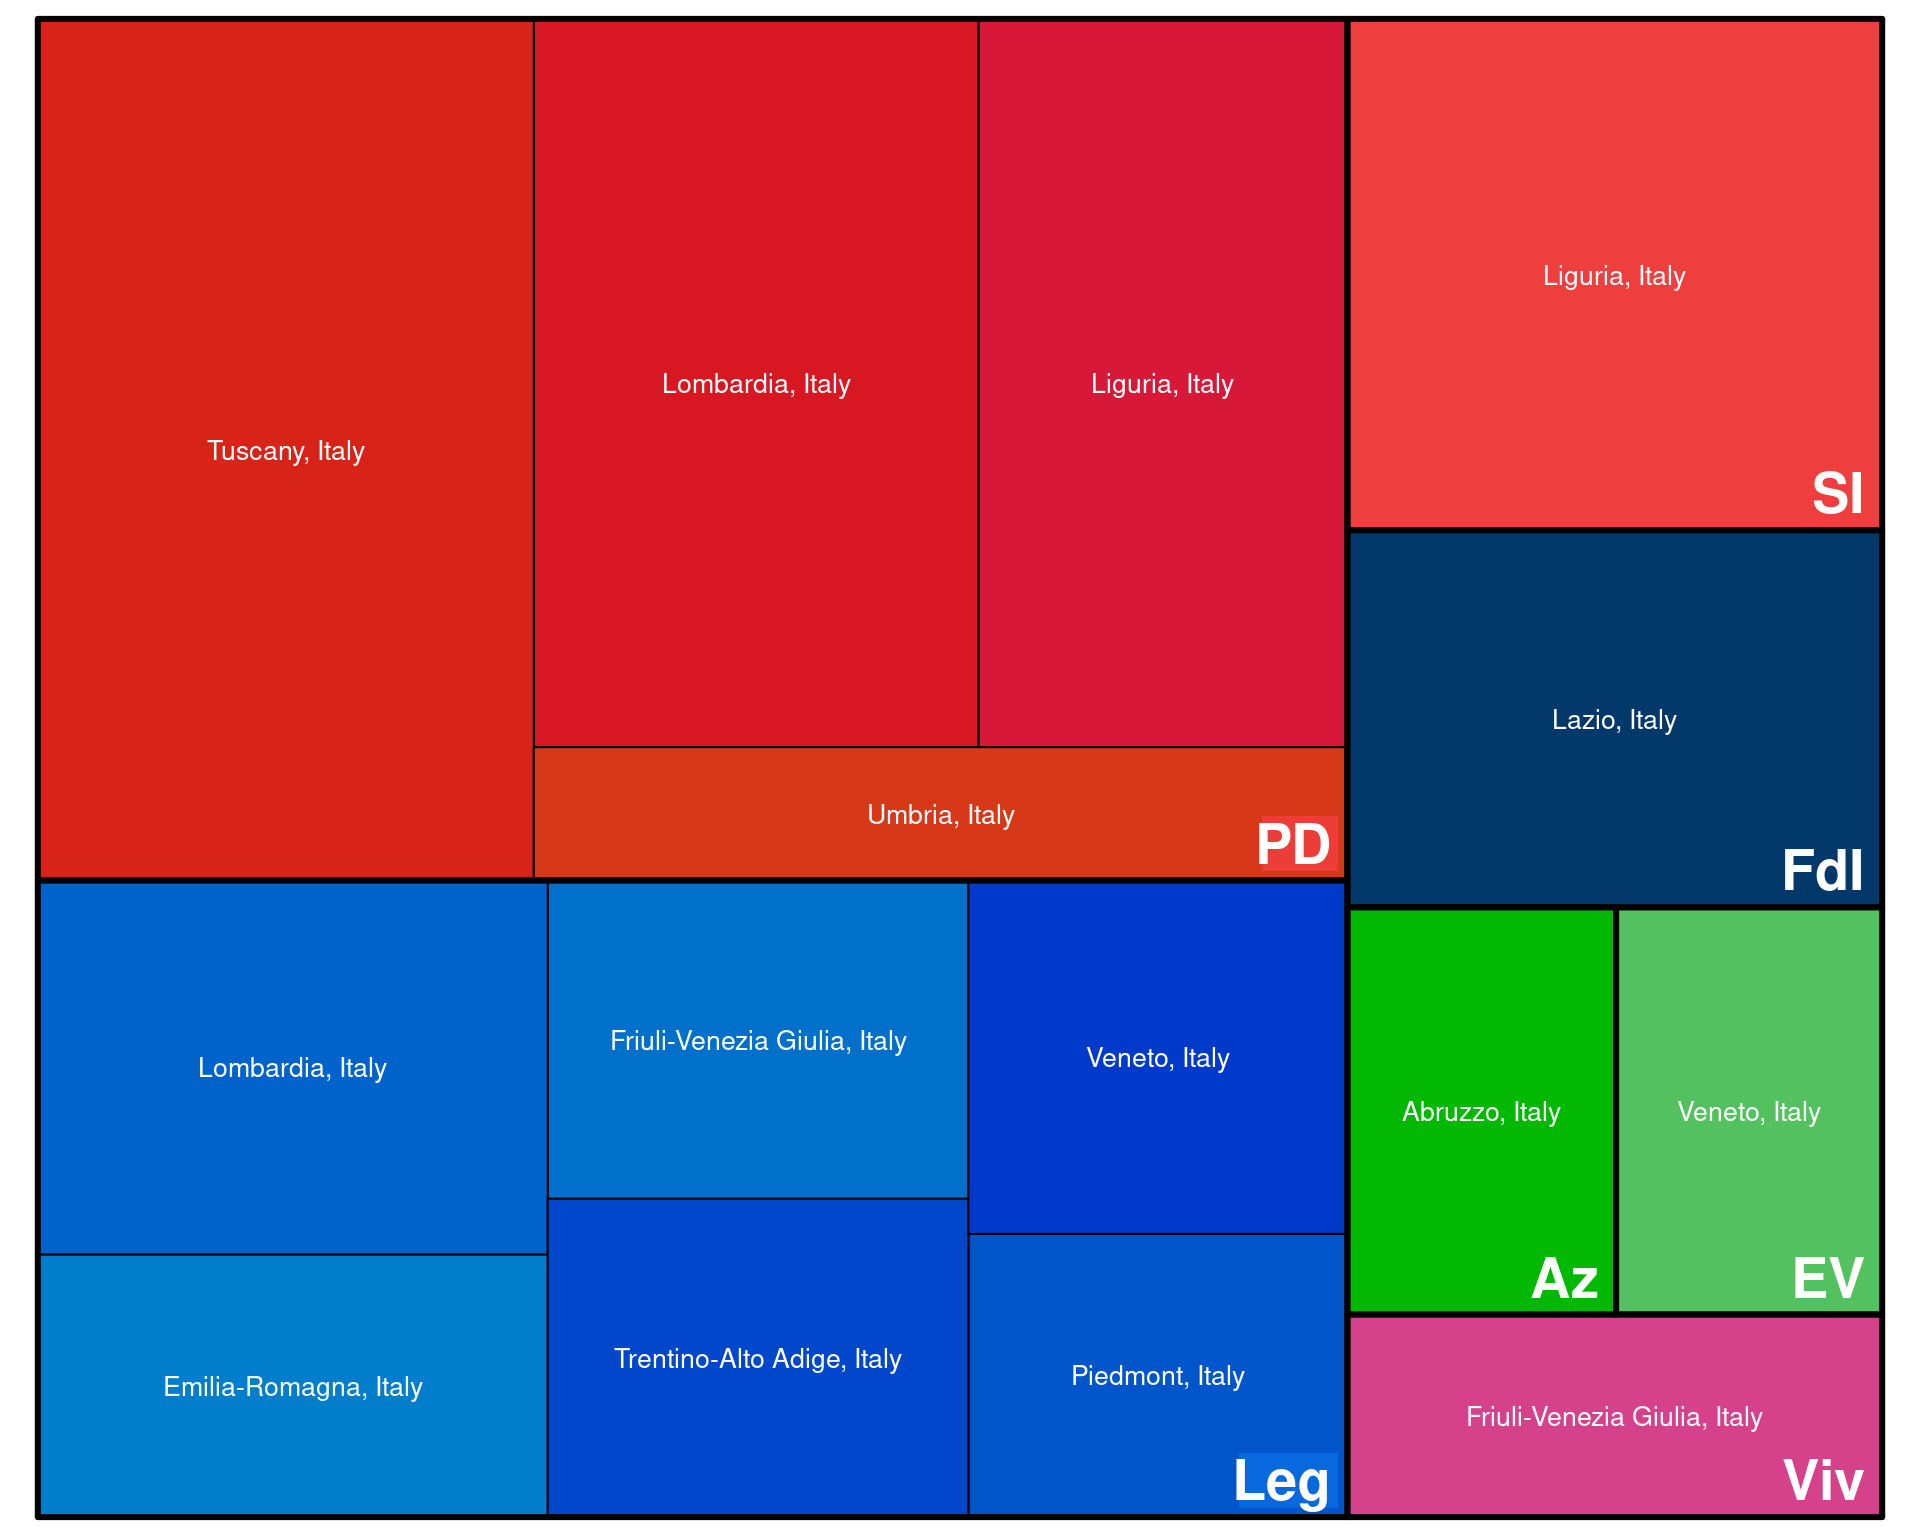 Tuscany, Italy
Lombardia, Italy
Liguria, Italy
Umbria, Italy
PD
Liguria, Italy
SI
Lazio, Italy
FdI
Lombardia, Italy
Emilia-Romagna, Italy
Friuli-Venezia Giulia, Italy
Trentino-Alto Adige, Italy
Veneto, Italy
Piedmont, Italy
Leg
Abruzzo, Italy
Az
Veneto, Italy
EV
Friuli-Venezia Giulia, Italy
Viv